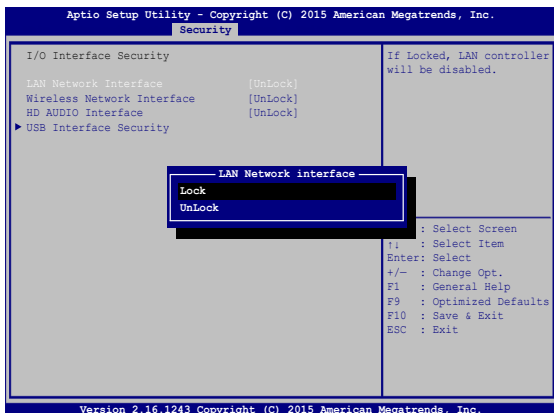 Aptio Setup Utility - Copyright (C) 2015 American Megatrends, Inc.
Security
I/O Interface Security
LAN Network Interface [UnLock]
Wireless Network Interface [UnLock]
HD AUDIO Interface [UnLock]
USB Interface Security
If Locked, LAN controller
will be disabled.
LAN Network interface
Lock
UnLock
: Select Screen
↑↓ : Select Item
Enter: Select
+/— : Change Opt.
F1 : General Help
F9 : Optimized Defaults
F10 : Save & Exit
ESC : Exit
Version 2.16.1243 Copyright (C) 2015 American Megatrends, Inc.